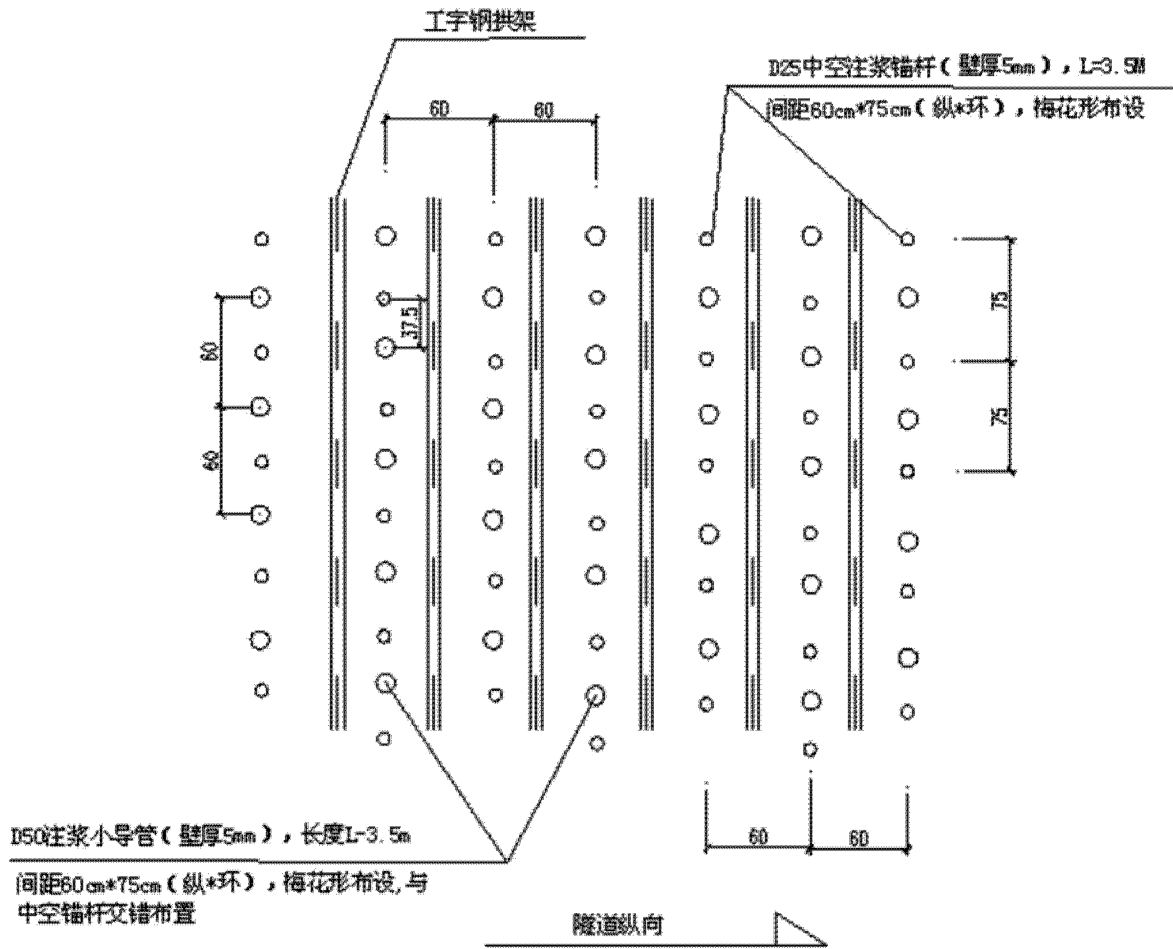 工字钢拱架
D25中空注浆锚杆(壁厚5mm),L=3.5M
间距60cm*75cm(纵*环),梅花形布设
60
60
75
75
37.5
60
60
60
60
D50注浆小导管(壁厚5mm),长度L-3.5m
间距60cm*75cm(纵*环),梅花形布设,与
中空锚杆交错布置
隧道纵向